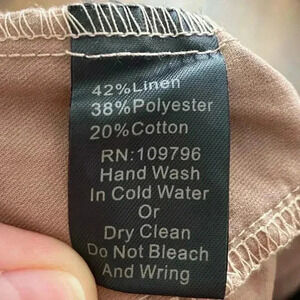 42%Linen
38%Polyester
20%Cotton
RN:109796
Hand Wash
In Cold Water
Or
Dry Clean
Do Not Bleach
And Wring